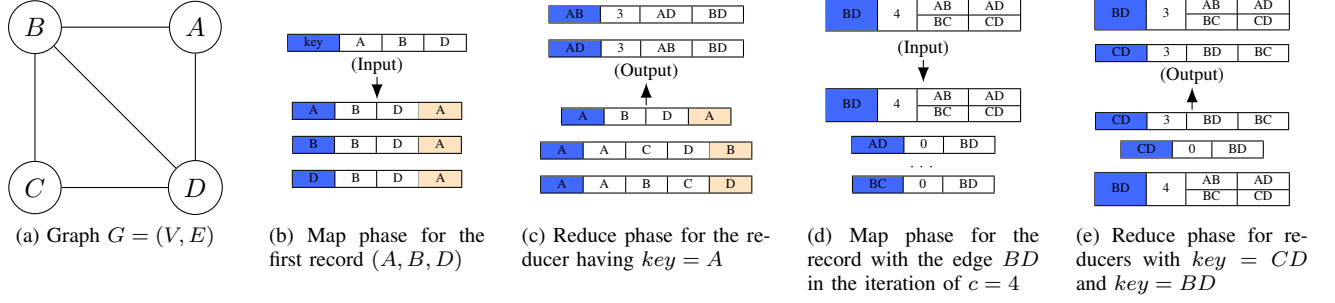 B
A
C
D
(a) Graph G = (V, E)
key A B D
(Input)
A B D A
B B D A
D B D A
(b) Map phase for the
first record (A, B, D)
AB 3 AD BD
AD 3 AB BD
(Output)
A B D A
A A C D B
A A B C D
(c) Reduce phase for the re-
ducer having key = A
BD 4 AB AD
BC CD
(Input)
BD 4 AB AD
BC CD
AD 0 BD
. . .
BC 0 BD
(d) Map phase for the
record with the edge BD
in the iteration of c = 4
BD 3 AB AD
BC CD
CD 3 BD BC
(Output)
CD 3 BD BC
CD 0 BD
BD 4 AB AD
BC CD
(e) Reduce phase for re-
ducers with key = CD
and key = BD